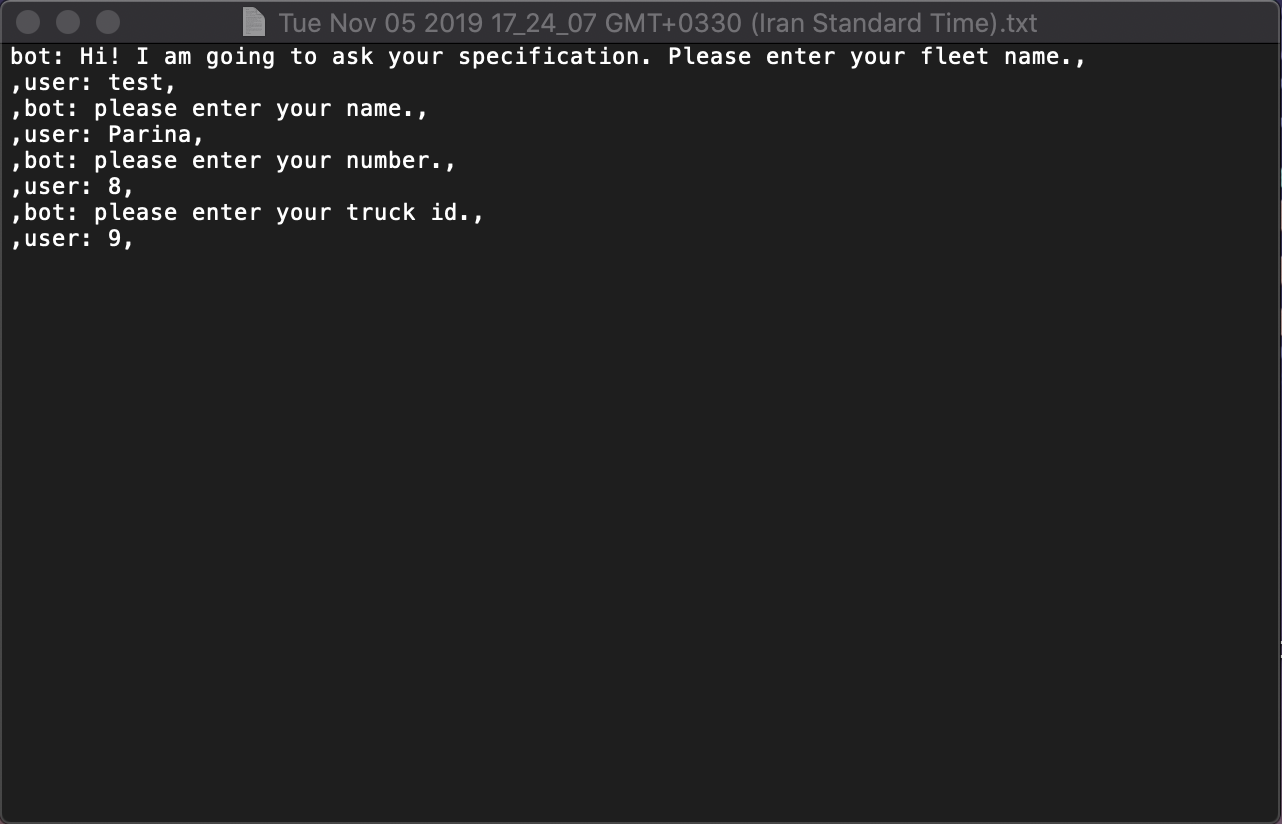 Tue Nov 05 2019 17_24_07 GMT+0330 (Iran Standard Time).txt
bot: Hi! I am going to ask your specification. Please enter your fleet name.,
,user: test,
,bot: please enter your name.,
,user: Parina,
,bot: please enter your number.,
,user: 8,
,bot: please enter your truck id.,
,user: 9,